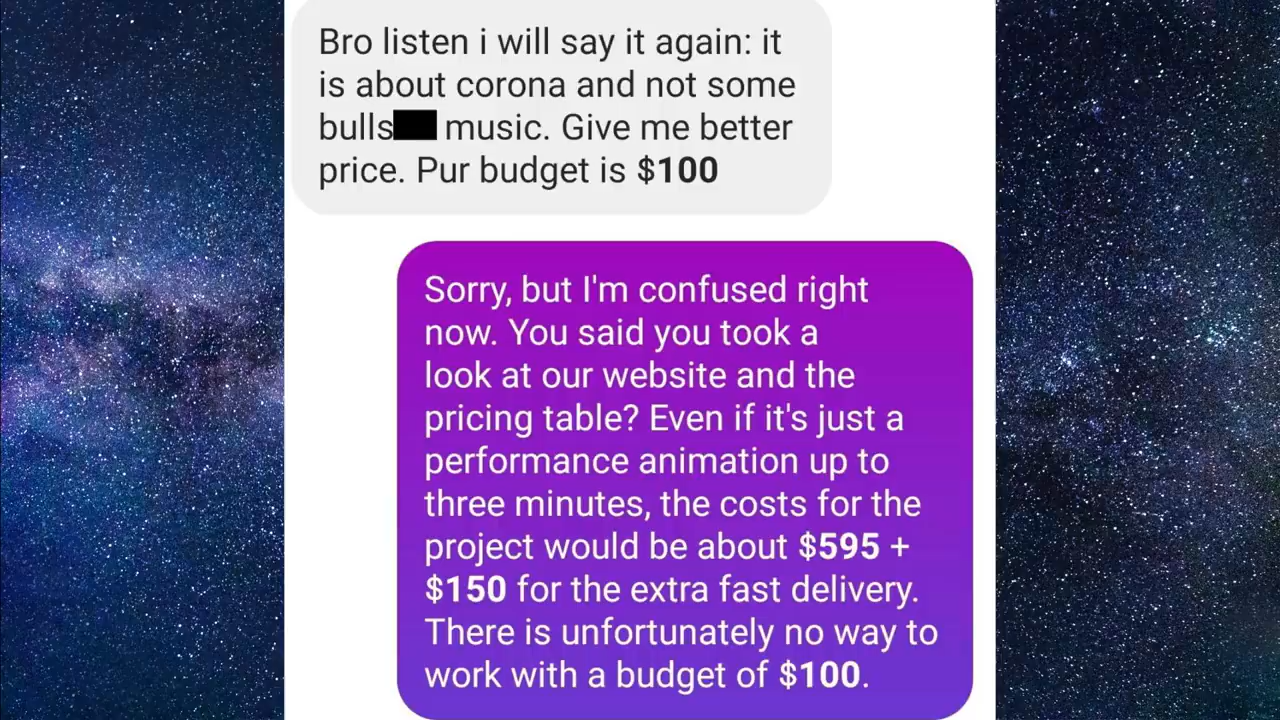 Bro listen i will say it again: it
is about corona and not some
bulls music. Give me better
price. Pur budget is $100
Sorry, but I'm confused right
now. You said you took a
look at our website and the
pricing table? Even if it's just a
performance animation up to
three minutes, the costs for the
project would be about $595 +
$150 for the extra fast delivery.
There is unfortunately no way to
work with a budget of $100.